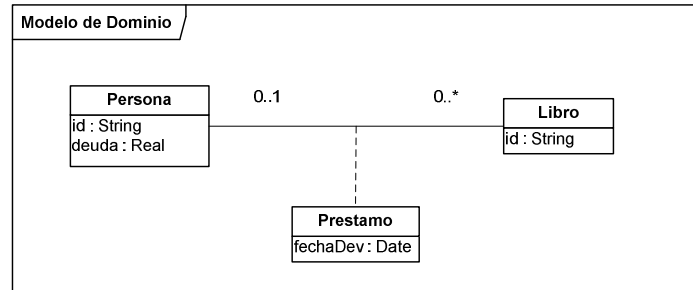 Modelo de Dominio
Persona
id : String
deuda : Real
0..1
0..*
Libro
id : String
Prestamo
fechaDev : Date